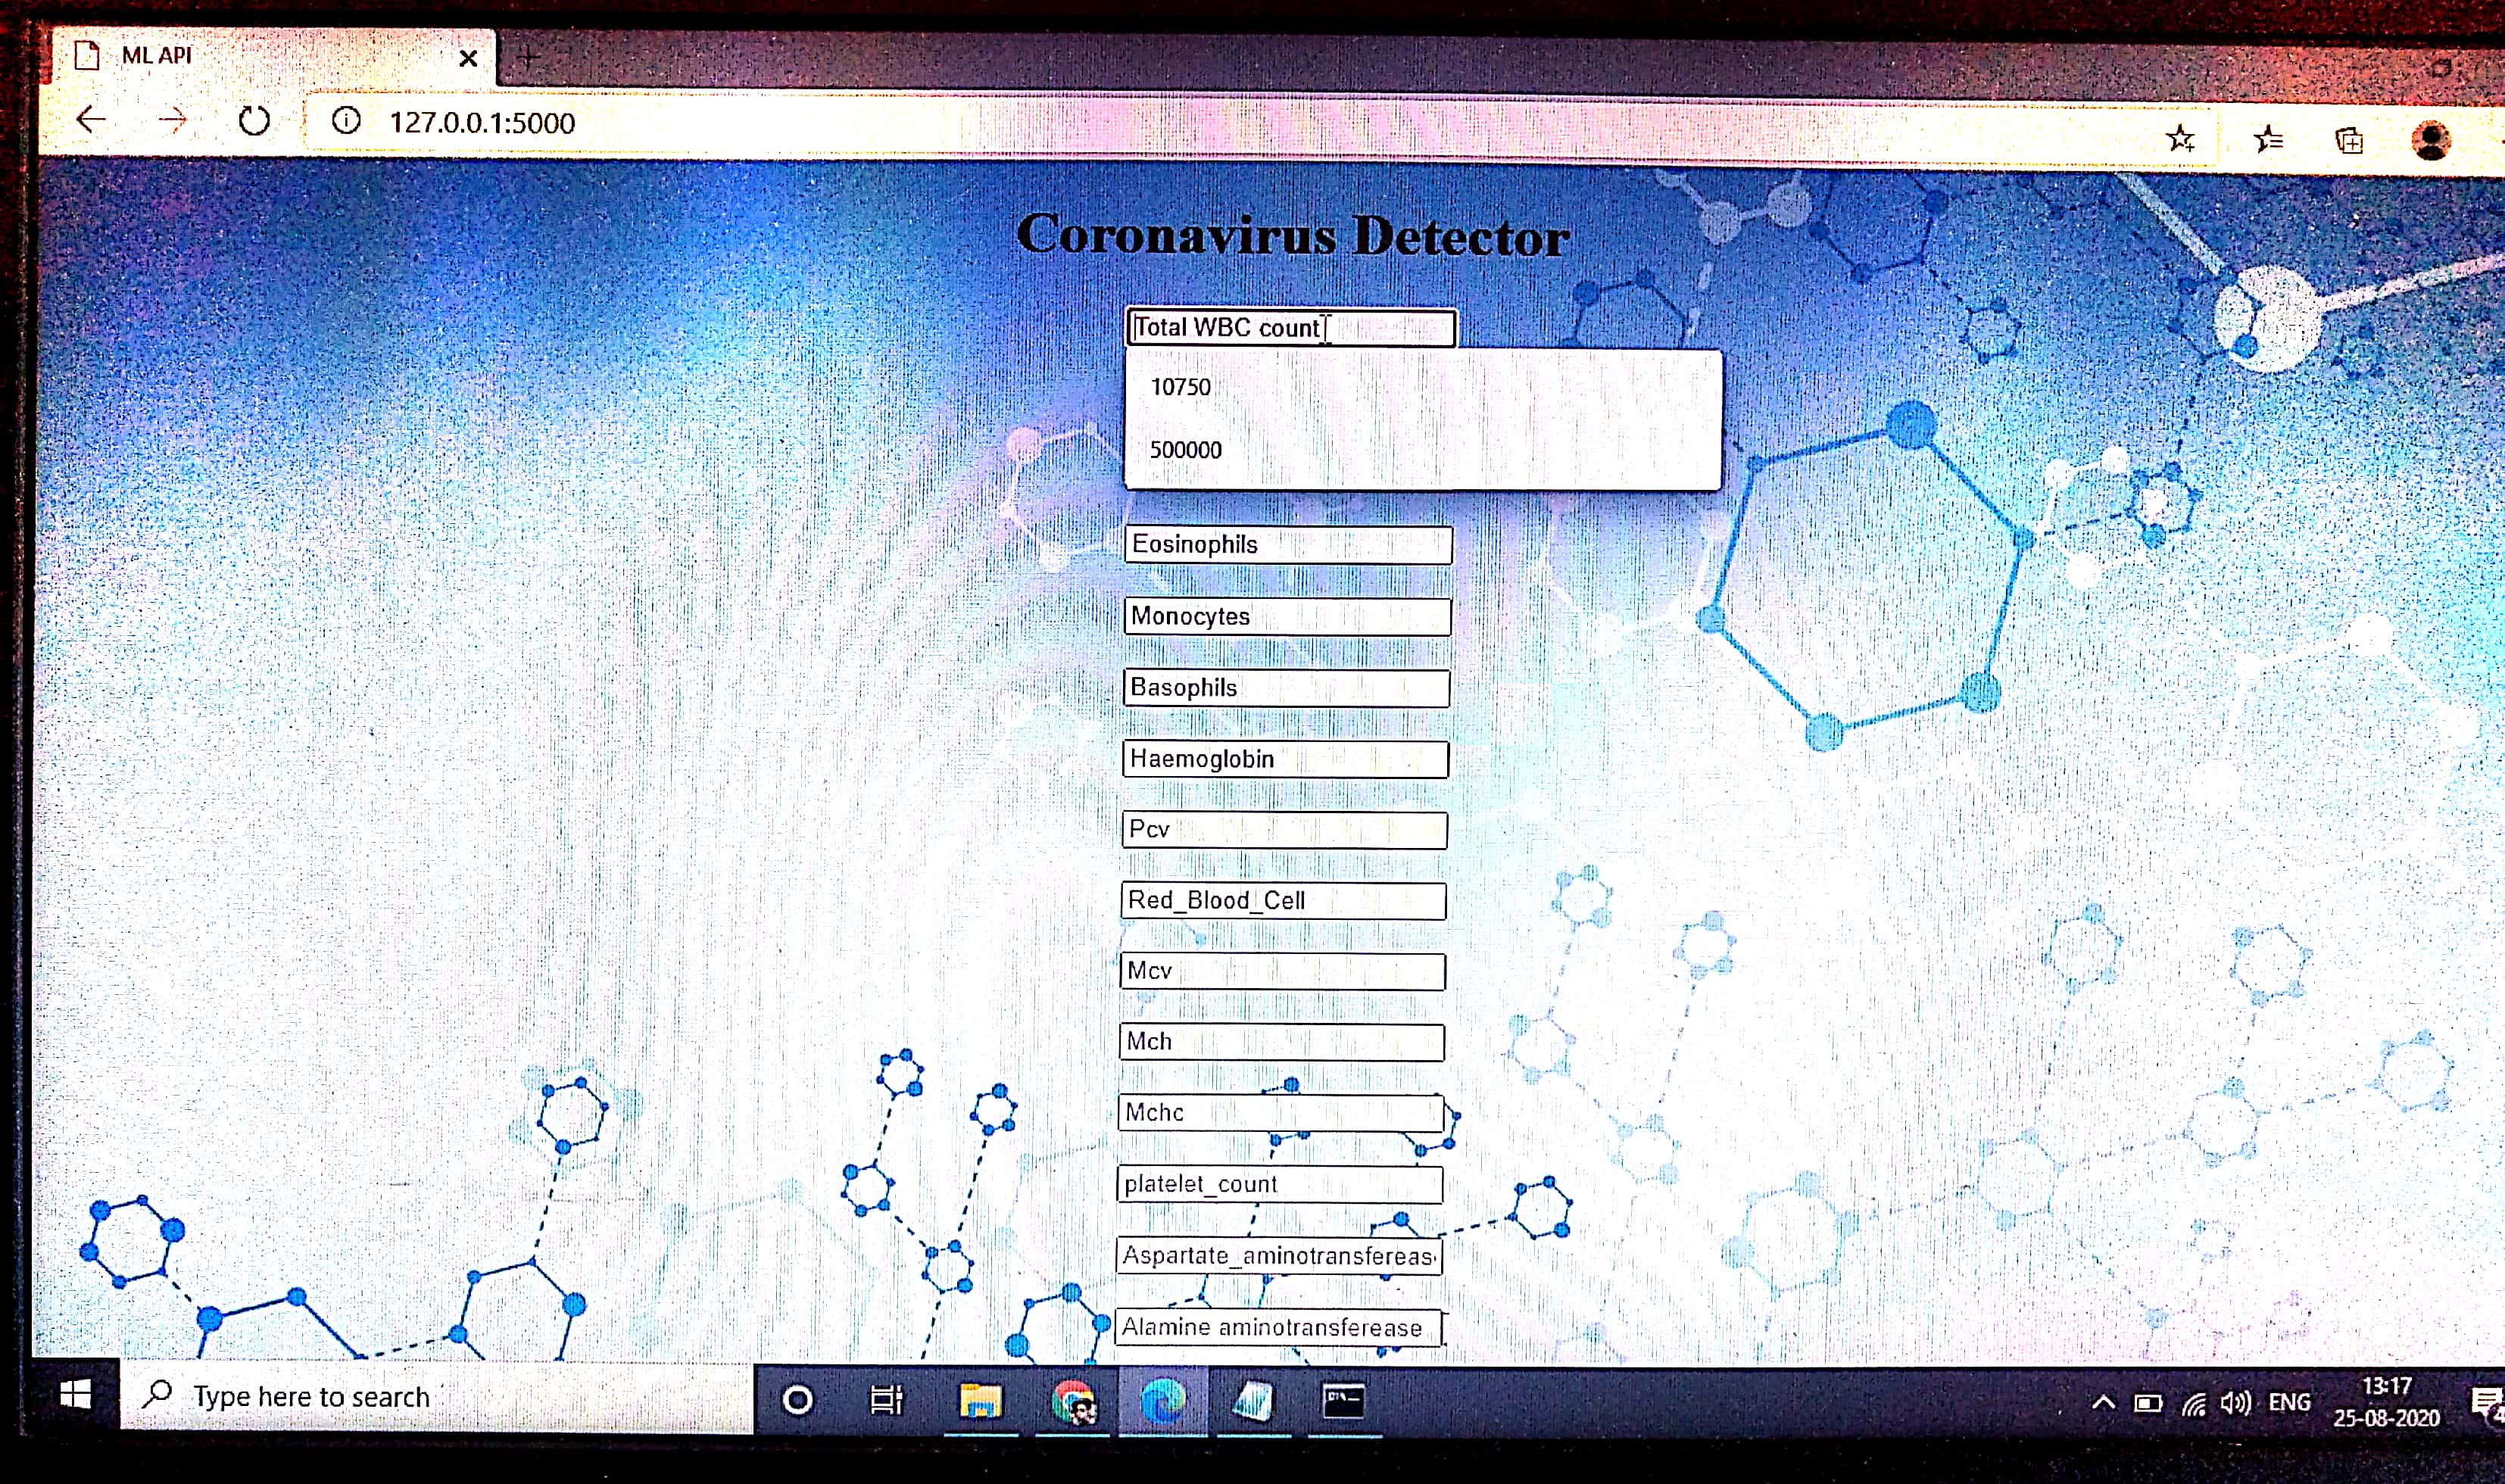 ML API
127.0.0.1:5000
Coronavirus Detector
Total WBC count
10750
500000
Eosinophils
Monocytes
Basophils
Haemoglobin
Pcv
Red_Blood_Cell
Mcv
Mch
Mchc
platelet_count
Aspartate_aminotransfereas
Alamine aminotransferease
Type here to search
ENG
13:17
25-08-2020
4